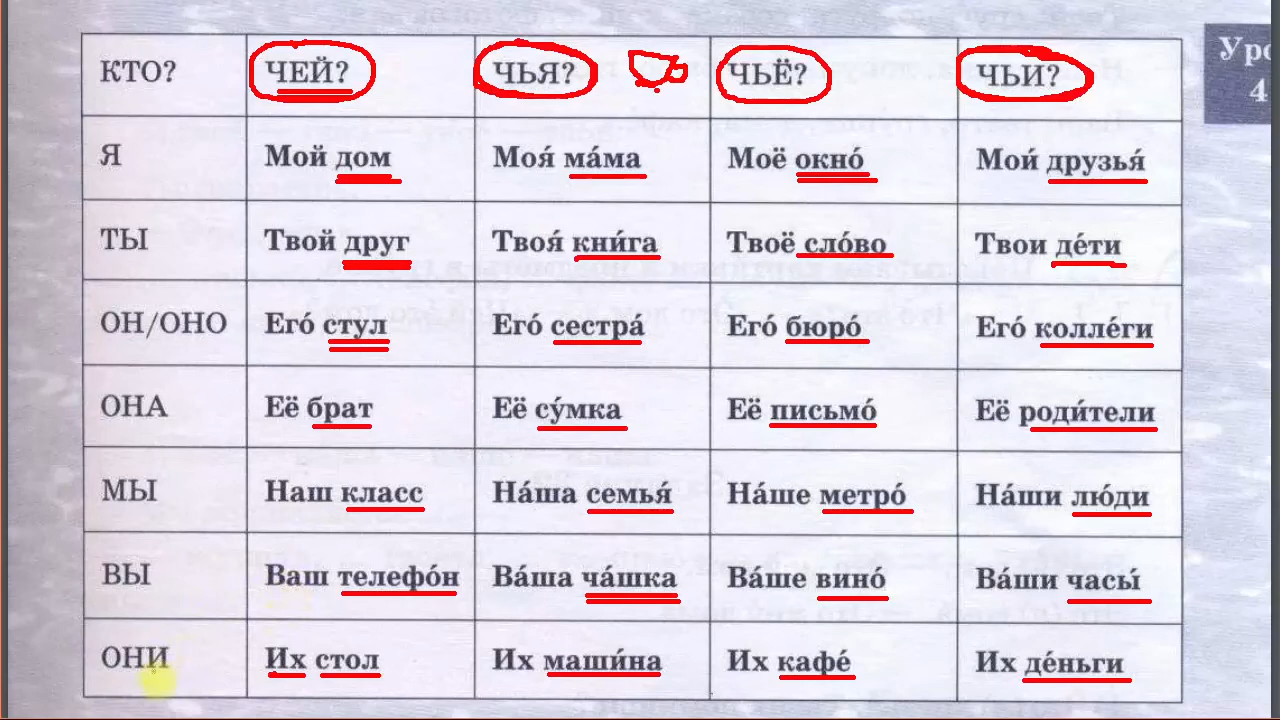 КТО? ЧЕЙ? ЧЬЯ? ЧЬЁ? ЧЬИ?
Я Мой дом Моя́ ма́ма Моё окно́ Мои́ друзья́
ТЫ Твой друг Твоя́ кни́га Твоё сло́во Твои де́ти
ОН/ОНО Его́ стул Его́ сестра́ Его́ бюро́ Его́ колле́ги
ОНА Её брат Её су́мка Её письмо́ Её роди́тели
МЫ Наш класс На́ша семья́ На́ше метро́ На́ши лю́ди
ВЫ Ваш телефо́н Ва́ша ча́шка Ва́ше вино́ Ва́ши часы́
ОНИ Их стол Их маши́на Их кафе́ Их де́ньги
4